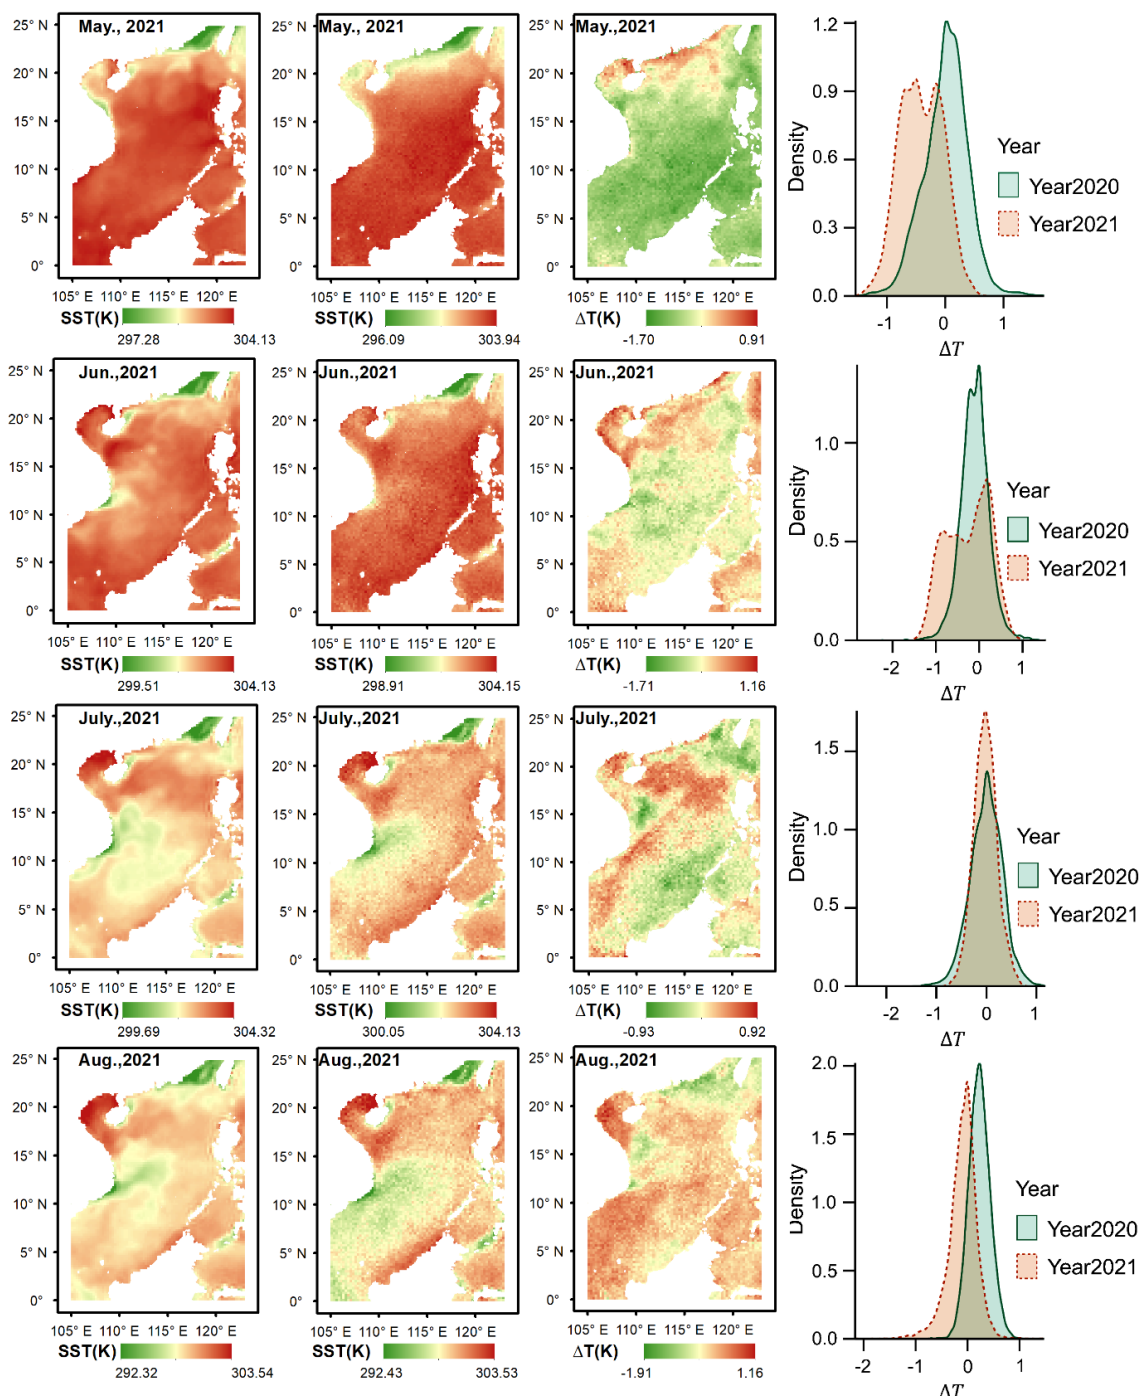 May., 2021
May., 2021
May., 2021
25° N
20° N
15° N
10° N
5° N
0°
25° N
20° N
15° N
10° N
5° N
0°
25° N
20° N
15° N
10° N
5° N
0°
105° E 110° E 120° E
105° E 110° E 115° E 120° E
105° E 110° E 115° E 120° E
SST(K)
297.28 304.13
SST(K)
296.09 303.94
ΔT(K)
-1.70 0.91
Density
1.2
0.9
0.6
0.3
0.0
-1 0 1
ΔT
Year
Year2020
Year2021
Jun.,2021
Jun.,2021
Jun.,2021
25° N
20° N
15° N
10° N
5° N
0°
25° N
20° N
15° N
10° N
5° N
0°
25° N
20° N
15° N
10° N
5° N
0°
105° E 110° E 115° E 120° E
105° E 110° E 115° E 120° E
105° E 110° E 115° E 120° E
SST(K)
299.51 304.13
SST(K)
298.91 304.15
ΔT(K)
-1.71 1.16
Density
1.0
0.5
0.0
-2 -1 0 1
ΔT
Year
Year2020
Year2021
July.,2021
July.,2021
July.,2021
25° N
20° N
15° N
10° N
5° N
0°
25° N
20° N
15° N
10° N
5° N
0°
25° N
20° N
15° N
10° N
5° N
0°
105° E 110° E 115° E 120° E
105° E 110° E 115° E 120° E
105° E 110° E 115° E 120° E
SST(K)
299.69 304.32
SST(K)
300.05 304.13
ΔT(K)
-0.93 0.92
Density
1.5
1.0
0.5
0.0
-2 -1 0 1
ΔT
Year
Year2020
Year2021
Aug.,2021
Aug.,2021
Aug.,2021
25° N
20° N
15° N
10° N
5° N
0°
25° N
20° N
15° N
10° N
5° N
0°
25° N
20° N
15° N
10° N
5° N
0°
105° E 110° E 115° E 120° E
105° E 110° E 115° E 120° E
105° E 110° E 115° E 120° E
SST(K)
292.32 303.54
SST(K)
292.43 303.53
ΔT(K)
-1.91 1.16
Density
2.0
1.5
1.0
0.5
0.0
-2 -1 0 1
ΔT
Year
Year2020
Year2021